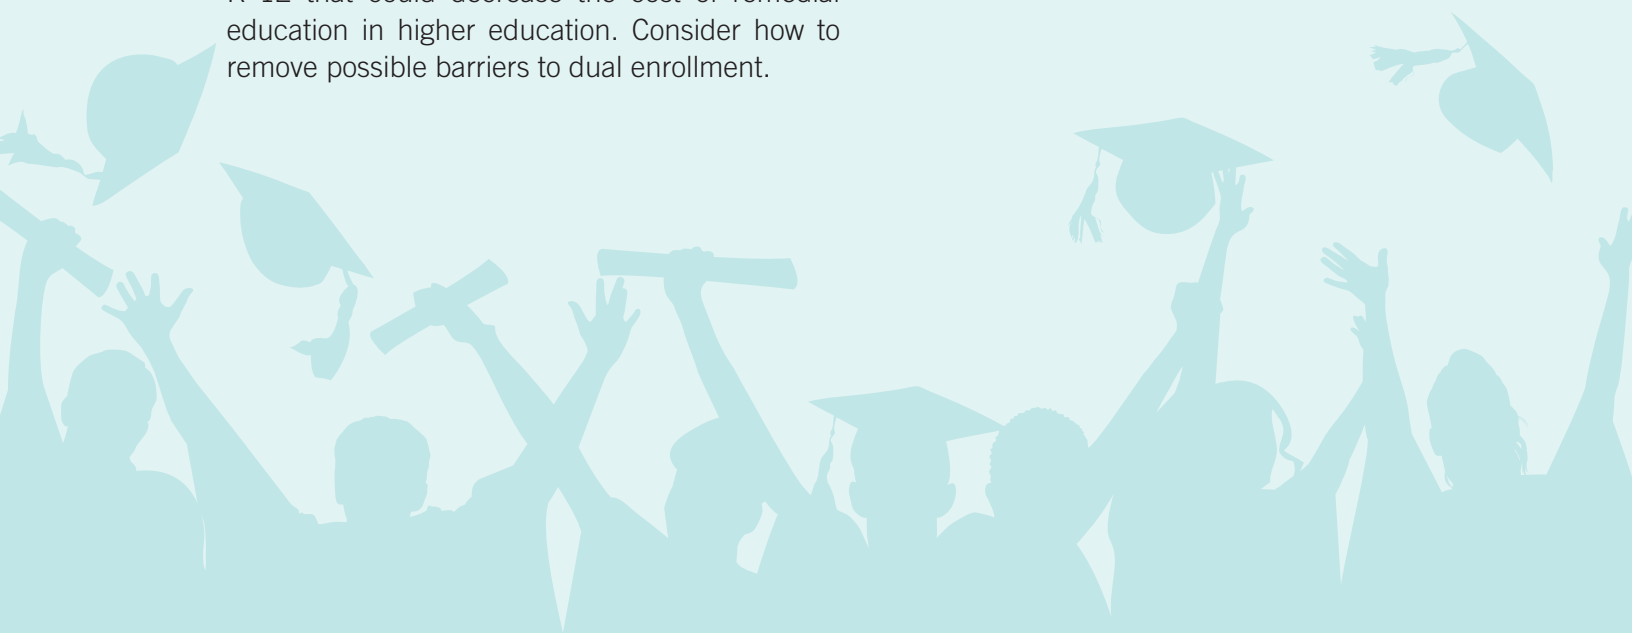 K-12 that could decrease the cost of remedial
education in higher education. Consider how to
remove possible barriers to dual enrollment.